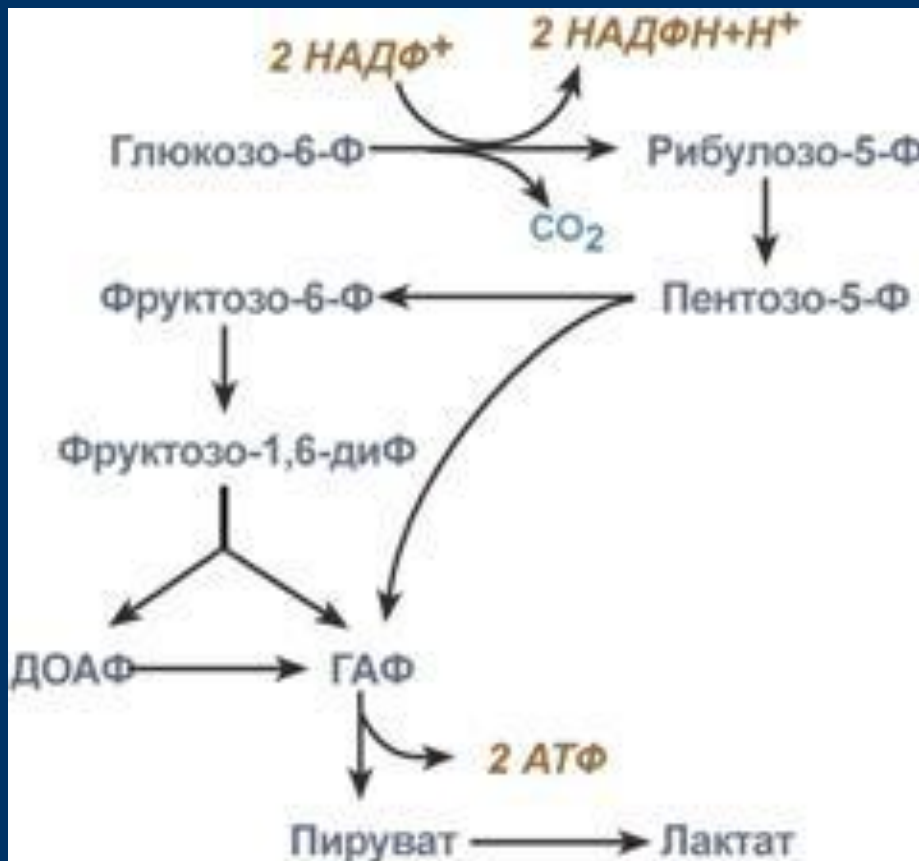 2 НАДФ⁺ 2 НАДФН+Н⁺
Глюкозо-6-Ф Рибулозо-5-Ф
CO₂
Фруктозо-6-Ф Пентозо-5-Ф
Фруктозо-1,6-диФ
ДОАФ ГАФ
2 АТФ
Пируват Лактат